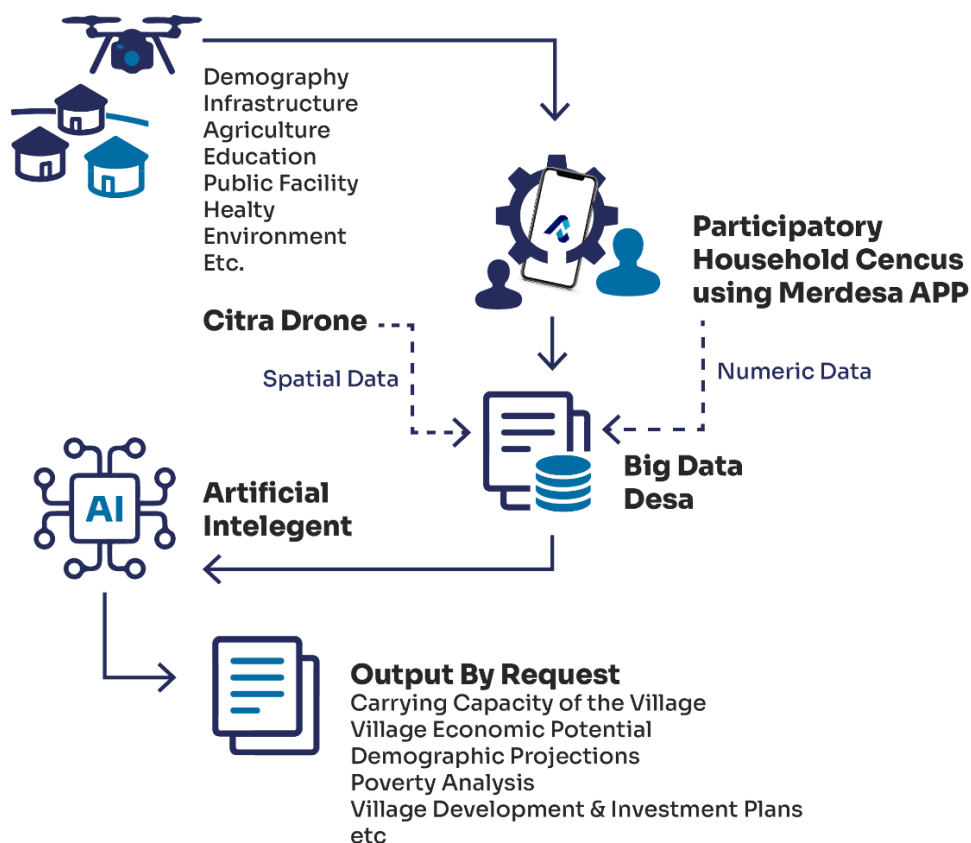 Demography
Infrastructure
Agriculture
Education
Public Facility
Healty
Environment
Etc.
Participatory
Household Cencus
using Merdesa APP
Citra Drone
Spatial Data
Numeric Data
Big Data
Desa
AI
Artificial
Intelegent
Output By Request
Carrying Capacity of the Village
Village Economic Potential
Demographic Projections
Poverty Analysis
Village Development & Investment Plans
etc